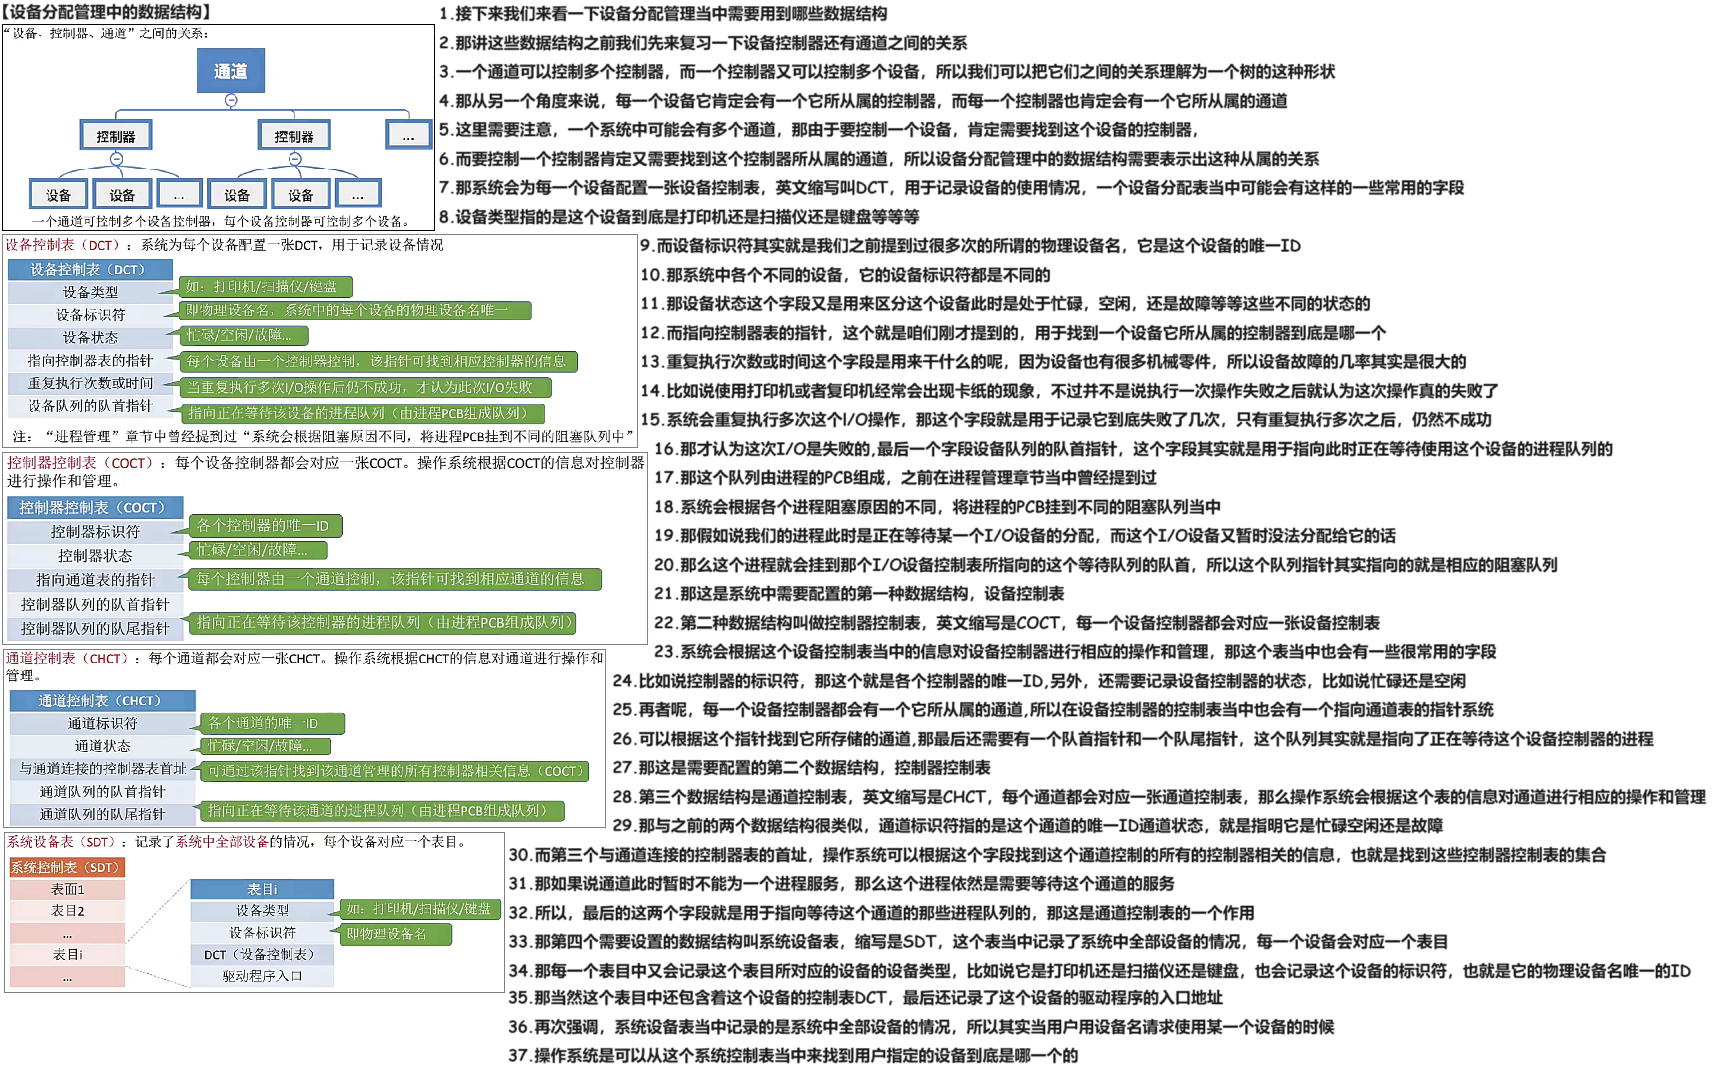 【设备分配管理中的数据结构】
“设备、控制器、通道”之间的关系：
通道
控制器
控制器
...
设备
设备
...
设备
设备
...
一个通道可控制多个设备控制器，每个设备控制器可控制多个设备。
设备控制表（DCT）：系统为每个设备配置一张DCT，用于记录设备情况
设备控制表（DCT）
设备类型
如：打印机/扫描仪/键盘
设备标识符
即物理设备名，系统中的每个设备的物理设备名唯一
设备状态
忙碌/空闲/故障...
指向控制器表的指针
每个设备由一个控制器控制，该指针可找到相应控制器的信息
重复执行次数或时间
当重复执行多次I/O操作后仍不成功，才认为此次I/O失败
设备队列的队首指针
指向正在等待该设备的进程队列（由进程PCB组成队列）
注：“进程管理”章节中曾经提到过“系统会根据阻塞原因不同，将进程PCB挂到不同的阻塞队列中”
控制器控制表（COCT）：每个设备控制器都会对应一张COCT。操作系统根据COCT的信息对控制器
进行操作和管理。
控制器控制表（COCT）
控制器标识符
各个控制器的唯一ID
控制器状态
忙碌/空闲/故障...
指向通道表的指针
每个控制器由一个通道控制，该指针可找到相应通道的信息
控制器队列的队首指针
控制器队列的队尾指针
指向正在等待该控制器的进程队列（由进程PCB组成队列）
通道控制表（CHCT）：每个通道都会对应一张CHCT。操作系统根据CHCT的信息对通道进行操作和
管理。
通道控制表（CHCT）
通道标识符
各个通道的唯一ID
通道状态
忙碌/空闲/故障...
与通道连接的控制器表首址
可通过该指针找到该通道管理的所有控制器相关信息（COCT）
通道队列的队首指针
通道队列的队尾指针
指向正在等待该通道的进程队列（由进程PCB组成队列）
系统设备表（SDT）：记录了系统中全部设备的情况，每个设备对应一个表目。
系统控制表（SDT）
表面1
表目2
...
表目i
...
表目i
设备类型
如：打印机/扫描仪/键盘
设备标识符
即物理设备名
DCT（设备控制表）
驱动程序入口
1.接下来我们来看一下设备分配管理当中需要用到哪些数据结构
2.那讲这些数据结构之前我们先来复习一下设备控制器还有通道之间的关系
3.一个通道可以控制多个控制器，而一个控制器又可以控制多个设备，所以我们可以把它们之间的关系理解为一个树的这种形状
4.那从另一个角度来说，每一个设备它肯定会有一个它所从属的控制器，而每一个控制器也肯定会有一个它所从属的通道
5.这里需要注意，一个系统中可能会有多个通道，那由于要控制一个设备，肯定需要找到这个设备的控制器，
6.而要控制一个控制器肯定又需要找到这个控制器所从属的通道，所以设备分配管理中的数据结构需要表示出这种从属的关系
7.那系统会为每一个设备配置一张设备控制表，英文缩写叫DCT，用于记录设备的使用情况，一个设备分配表当中可能会有这样的一些常用的字段
8.设备类型指的是这个设备到底是打印机还是扫描仪还是键盘等等等
9.而设备标识符其实就是我们之前提到过很多次的所谓的物理设备名，它是这个设备的唯一ID
10.那系统中各个不同的设备，它的设备标识符都是不同的
11.那设备状态这个字段又是用来区分这个设备此时是处于忙碌，空闲，还是故障等等这些不同的状态的
12.而指向控制器表的指针，这个就是咱们刚才提到的，用于找到一个设备它所从属的控制器到底是哪一个
13.重复执行次数或时间这个字段是用来干什么的呢，因为设备也有很多机械零件，所以设备故障的几率其实是很大的
14.比如说使用打印机或者复印机经常会出现卡纸的现象，不过并不是说执行一次操作失败之后就认为这次操作真的失败了
15.系统会重复执行多次这个I/O操作，那这个字段就是用于记录它到底失败了几次，只有重复执行多次之后，仍然不成功
16.那才认为这次I/O是失败的,最后一个字段设备队列的队首指针，这个字段其实就是用于指向此时正在等待使用这个设备的进程队列的
17.那这个队列由进程的PCB组成，之前在进程管理章节当中曾经提到过
18.系统会根据各个进程阻塞原因的不同，将进程的PCB挂到不同的阻塞队列当中
19.那假如说我们的进程此时是正在等待某一个I/O设备的分配，而这个I/O设备又暂时没法分配给它的话
20.那么这个进程就会挂到那个I/O设备控制表所指向的这个等待队列的队首，所以这个队列指针其实指向的就是相应的阻塞队列
21.那这是系统中需要配置的第一种数据结构，设备控制表
22.第二种数据结构叫做控制器控制表，英文缩写是COCT，每一个设备控制器都会对应一张设备控制表
23.系统会根据这个设备控制表当中的信息对设备控制器进行相应的操作和管理，那这个表当中也会有一些很常用的字段
24.比如说控制器的标识符，那这个就是各个控制器的唯一ID,另外，还需要记录设备控制器的状态，比如说忙碌还是空闲
25.再者呢，每一个设备控制器都会有一个它所从属的通道,所以在设备控制器的控制表当中也会有一个指向通道表的指针系统
26.可以根据这个指针找到它所存储的通道,那最后还需要有一个队首指针和一个队尾指针，这个队列其实就是指向了正在等待这个设备控制器的进程
27.那这是需要配置的第二个数据结构，控制器控制表
28.第三个数据结构是通道控制表，英文缩写是CHCT，每个通道都会对应一张通道控制表，那么操作系统会根据这个表的信息对通道进行相应的操作和管理
29.那与之前的两个数据结构很类似，通道标识符指的是这个通道的唯一ID通道状态，就是指明它是忙碌空闲还是故障
30.而第三个与通道连接的控制器表的首址，操作系统可以根据这个字段找到这个通道控制的所有的控制器相关的信息，也就是找到这些控制器控制表的集合
31.那如果说通道此时暂时不能为一个进程服务，那么这个进程依然是需要等待这个通道的服务
32.所以，最后的这两个字段就是用于指向等待这个通道的那些进程队列的，那这是通道控制表的一个作用
33.那第四个需要设置的数据结构叫系统设备表，缩写是SDT，这个表当中记录了系统中全部设备的情况，每一个设备会对应一个表目
34.那每一个表目中又会记录这个表目所对应的设备的设备类型，比如说它是打印机还是扫描仪还是键盘，也会记录这个设备的标识符，也就是它的物理设备名唯一的ID
35.那当然这个表目中还包含着这个设备的控制表DCT，最后还记录了这个设备的驱动程序的入口地址
36.再次强调，系统设备表当中记录的是系统中全部设备的情况，所以其实当用户用设备名请求使用某一个设备的时候
37.操作系统是可以从这个系统控制表当中来找到用户指定的设备到底是哪一个的